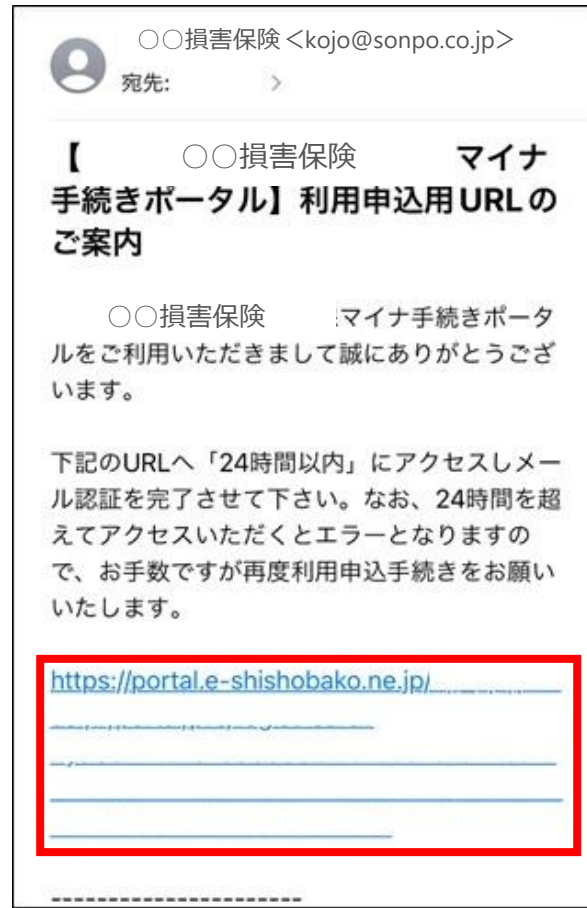 ○○損害保険<kojo@sonpo.co.jp>
宛先:
【 ○○損害保険 マイナ
手続きポータル】利用申込用URLの
ご案内
○○損害保険 マイナ手続きポータ
ルをご利用いただきまして誠にありがとうござ
います。
下記のURLへ「24時間以内」にアクセスしメー
ル認証を完了させて下さい。なお、24時間を超
えてアクセスいただくとエラーとなりますの
で、お手数ですが再度利用申込手続きをお願い
いたします。
https://portal.e-shishobako.ne.jp/
-----------------------